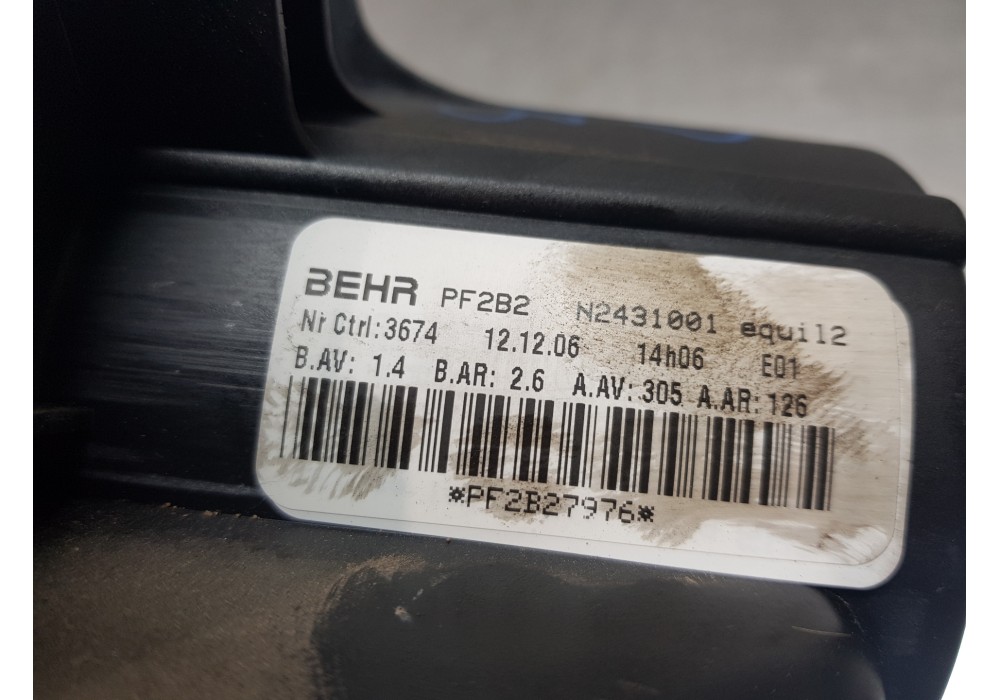 BEHR PF2B2 N2431001 equil2
Nr Ctrl:3674 12.12.06 14h06 E01
B.AV: 1.4 B.AR: 2.6 A.AV:305 A.AR:126
*PF2B27976*